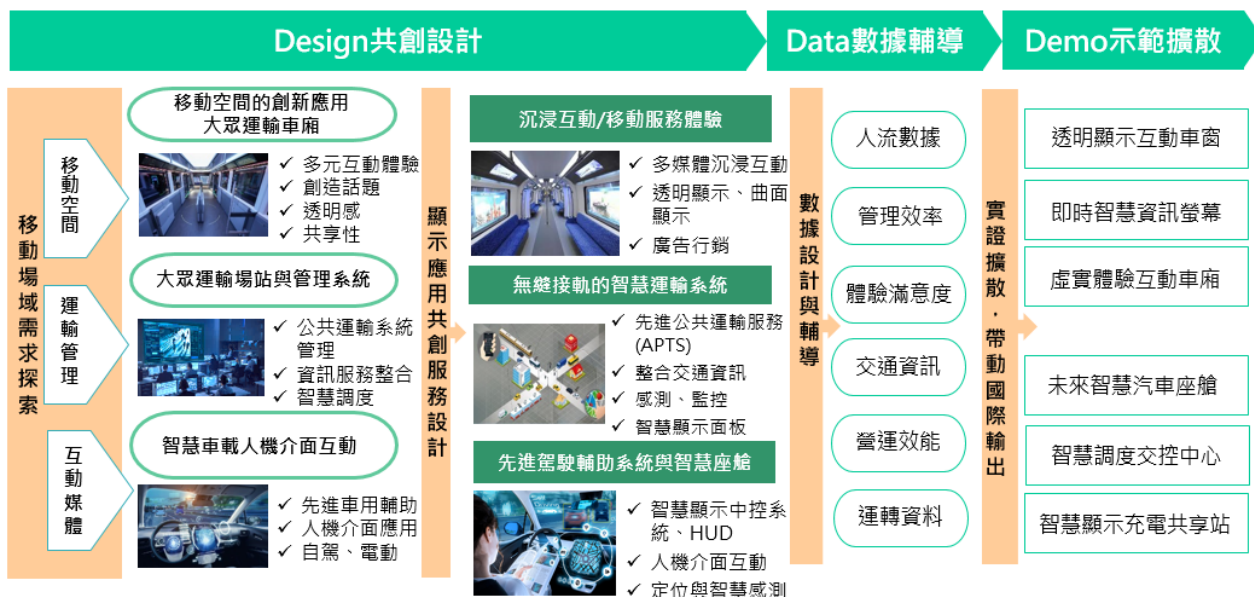 Design共創設計
Data數據輔導
Demo示範擴散
移動場域需求探索
移動空間
移動空間的創新應用
大眾運輸車廂
✓ 多元互動體驗
✓ 創造話題
✓ 透明感
✓ 共享性
運輸管理
大眾運輸場站與管理系統
✓ 公共運輸系統
管理
✓ 資訊服務整合
✓ 智慧調度
互動媒體
智慧車載人機介面互動
✓ 先進車用輔助
✓ 人機介面應用
✓ 自駕、電動
顯示應用共創服務設計
沉浸互動/移動服務體驗
✓ 多媒體沉浸互動
✓ 透明顯示、曲面
顯示
✓ 廣告行銷
無縫接軌的智慧運輸系統
✓ 先進公共運輸服務
(APTS)
✓ 整合交通資訊
✓ 感測、監控
✓ 智慧顯示面板
先進駕駛輔助系統與智慧座艙
✓ 智慧顯示中控系
統、HUD
✓ 人機介面互動
✓ 定位與智慧感測
數據設計與輔導
人流數據
管理效率
體驗滿意度
交通資訊
營運效能
運轉資料
實證擴散．帶動國際輸出
透明顯示互動車窗
即時智慧資訊螢幕
虛實體驗互動車廂
未來智慧汽車座艙
智慧調度交控中心
智慧顯示充電共享站